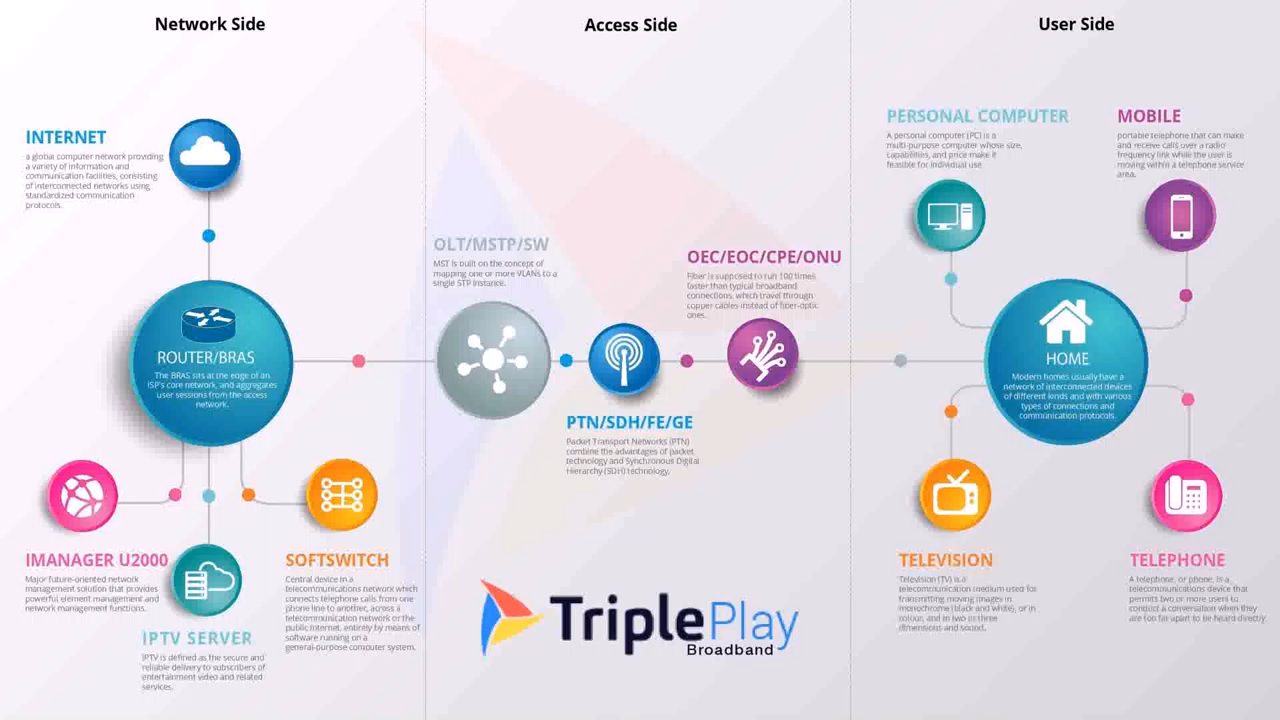 Network Side
Access Side
User Side
INTERNET
a global computer network providing
a variety of information and
communication facilities, consisting
of interconnected networks using
standardized communication
protocols.
ROUTER/BRAS
The BRAS sits at the edge of an
ISP's core network, and aggregates
user sessions from the access
network.
IMANAGER U2000
Major future-oriented network
management solution that provides
powerful element management and
network management functions.
IPTV SERVER
IPTV is defined as the secure and
reliable delivery to subscribers of
entertainment video and related
services.
SOFTSWITCH
Central device in a
telecommunications network which
connects telephone calls from one
phone line to another, across a
telecommunication network or the
public Internet, entirely by means of
software running on a
general-purpose computer system.
OLT/MSTP/SW
MST is built on the concept of
mapping one or more VLANs to a
single STP instance.
PTN/SDH/FE/GE
Packet Transport Networks (PTN)
combine the advantages of packet
technology and Synchronous Digital
Hierarchy (SDH) technology.
OEC/EOC/CPE/ONU
Fiber is supposed to run 100 times
faster than typical broadband
connections, which travel through
copper cables instead of fiber-optic
ones.
TriplePlay
Broadband
PERSONAL COMPUTER
A personal computer (PC) is a
multi-purpose computer whose size,
capabilities, and price make it
feasible for individual use
MOBILE
portable telephone that can make
and receive calls over a radio
frequency link while the user is
moving within a telephone service
area.
HOME
Modern homes usually have a
network of interconnected devices
of different kinds and with various
types of connections and
communication protocols.
TELEVISION
Television (TV) is a
telecommunication medium used for
transmitting moving images in
monochrome (black and white), or in
colour, and in two or three
dimensions and sound.
TELEPHONE
A telephone, or phone, is a
telecommunications device that
permits two or more users to
conduct a conversation when they
are too far apart to be heard directly.